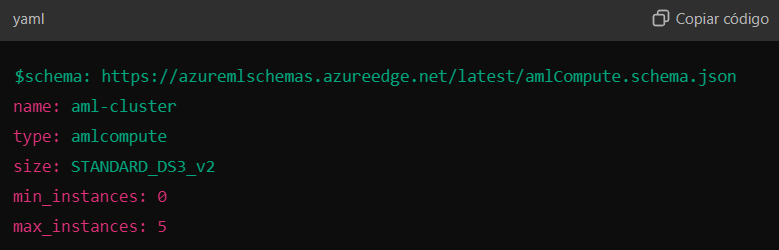 yaml
Copiar código
$schema: https://azuremlschemas.azureedge.net/latest/amlCompute.schema.json
name: aml-cluster
type: amlcompute
size: STANDARD_DS3_v2
min_instances: 0
max_instances: 5